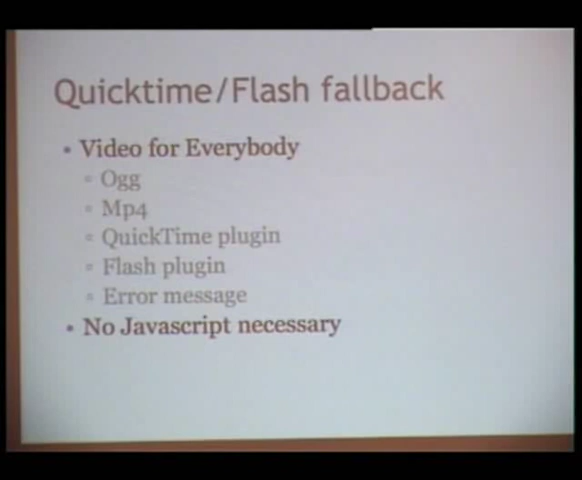 Quicktime/Flash fallback
Video for Everybody
Ogg
Mp4
QuickTime plugin
Flash plugin
Error message
No Javascript necessary